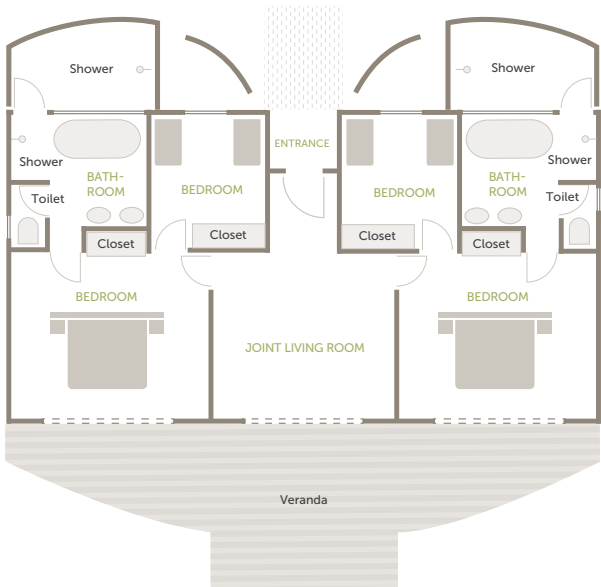 Shower
Shower
ENTRANCE
Shower
Shower
BATH-
ROOM
BEDROOM
BEDROOM
BATH-
ROOM
Toilet
Toilet
Closet
Closet
Closet
Closet
BEDROOM
BEDROOM
JOINT LIVING ROOM
Veranda